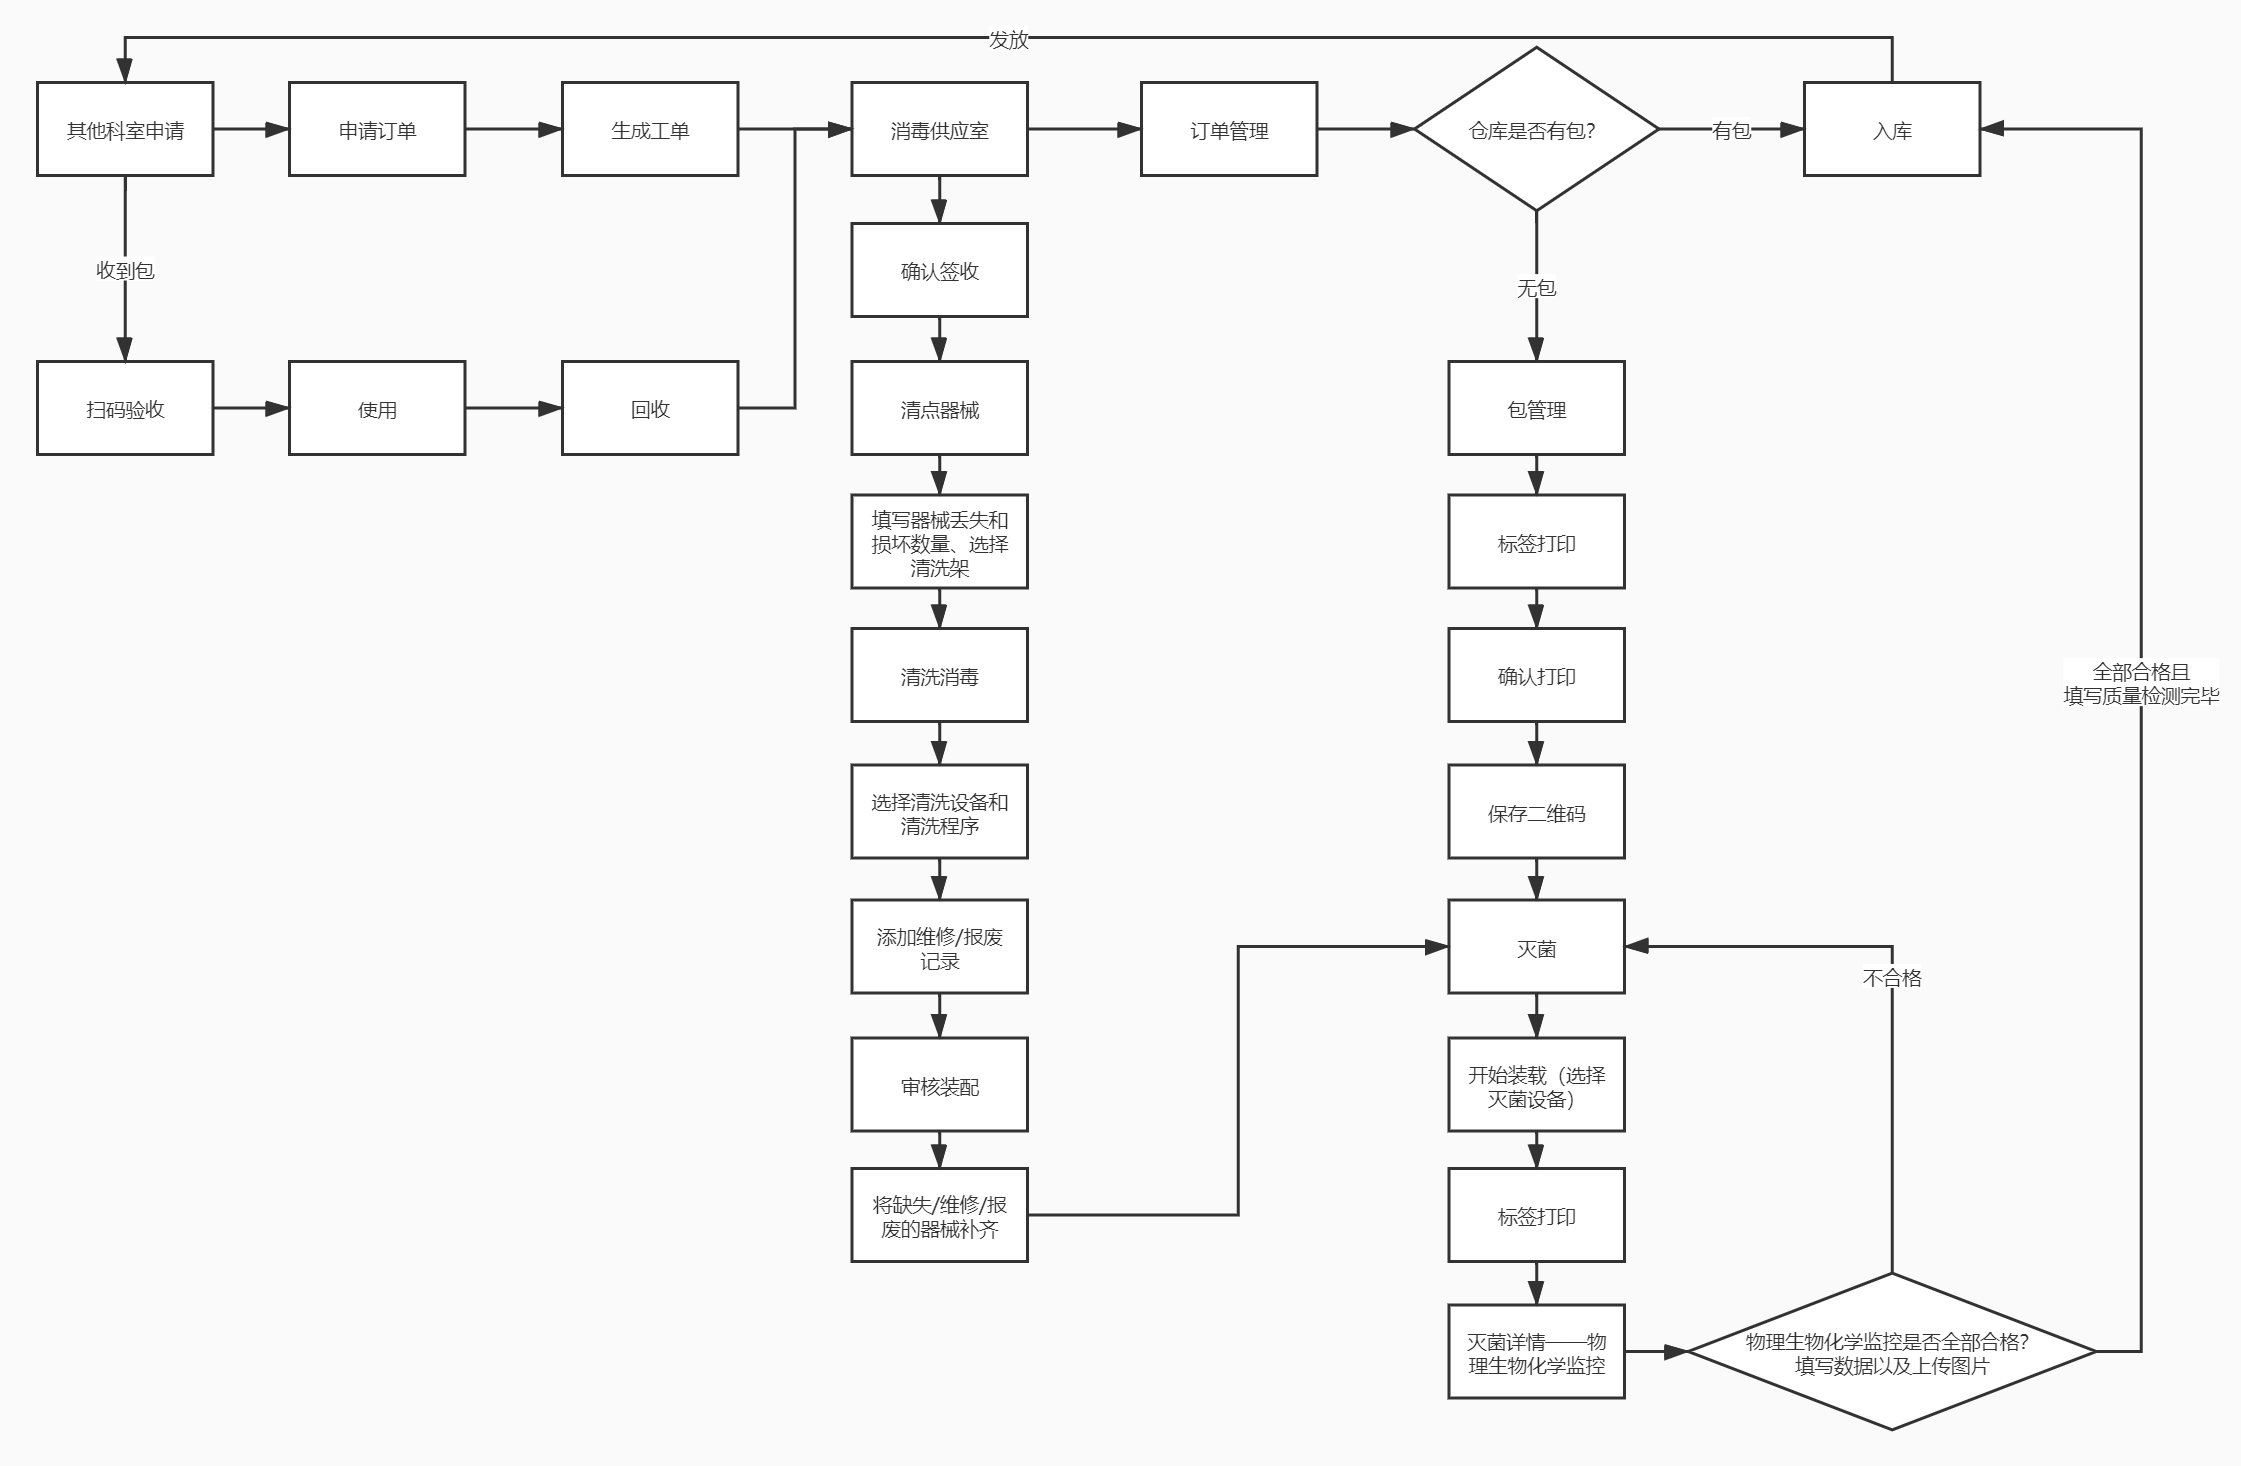 发放
其他科室申请
申请订单
生成工单
消毒供应室
订单管理
仓库是否有包？
有包
入库
收到包
确认签收
无包
扫码验收
使用
回收
清点器械
包管理
填写器械丢失和
损坏数量、选择
清洗架
标签打印
清洗消毒
确认打印
全部合格且
填写质量检测完毕
选择清洗设备和
清洗程序
保存二维码
添加维修/报废
记录
灭菌
不合格
审核装配
开始装载（选择
灭菌设备）
将缺失/维修/报
废的器械补齐
标签打印
灭菌详情——物
理生物化学监控
物理生物化学监控是否全部合格？
填写数据以及上传图片